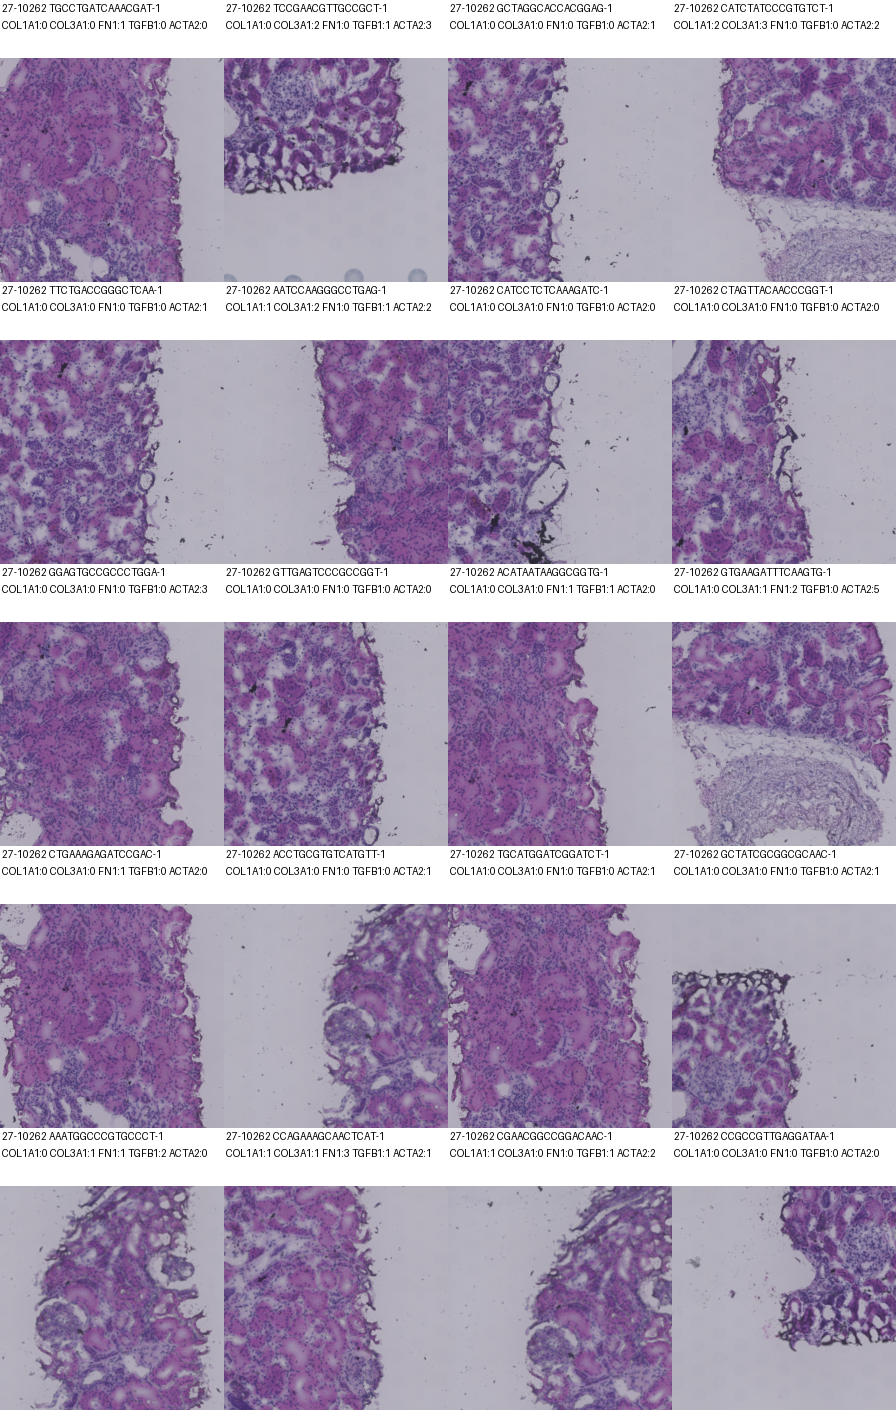 27-10262 TGCCTGATCAAACGAT-1
COL1A1:0 COL3A1:0 FN1:1 TGFB1:0 ACTA2:0
27-10262 TCCGAACGTTGCCGCT-1
COL1A1:0 COL3A1:2 FN1:0 TGFB1:1 ACTA2:3
27-10262 GCTAGGCACCACGGAG-1
COL1A1:0 COL3A1:0 FN1:0 TGFB1:0 ACTA2:1
27-10262 CATCTATCCCGTGTCT-1
COL1A1:2 COL3A1:3 FN1:0 TGFB1:0 ACTA2:2
27-10262 TTCTGACCGGGCTCAA-1
COL1A1:0 COL3A1:0 FN1:0 TGFB1:0 ACTA2:1
27-10262 AATCCAAGGGCCTGAG-1
COL1A1:1 COL3A1:2 FN1:0 TGFB1:1 ACTA2:2
27-10262 CATCCTCTCAAAGATC-1
COL1A1:0 COL3A1:0 FN1:0 TGFB1:0 ACTA2:0
27-10262 CTAGTTACAACCCGGT-1
COL1A1:0 COL3A1:0 FN1:0 TGFB1:0 ACTA2:0
27-10262 GGAGTGCCGCCCTGGA-1
COL1A1:0 COL3A1:0 FN1:0 TGFB1:0 ACTA2:3
27-10262 GTTGAGTCCCGCCGGT-1
COL1A1:0 COL3A1:0 FN1:0 TGFB1:0 ACTA2:0
27-10262 ACATAATAAGGCGGTG-1
COL1A1:0 COL3A1:0 FN1:1 TGFB1:1 ACTA2:0
27-10262 GTGAAGATTTCAAGTG-1
COL1A1:0 COL3A1:1 FN1:2 TGFB1:0 ACTA2:5
27-10262 CTGAAAGAGATCCGAC-1
COL1A1:0 COL3A1:0 FN1:1 TGFB1:0 ACTA2:0
27-10262 ACCTGCGTGTCATGTT-1
COL1A1:0 COL3A1:0 FN1:0 TGFB1:0 ACTA2:1
27-10262 TGCATGGATCGGATCT-1
COL1A1:0 COL3A1:0 FN1:0 TGFB1:0 ACTA2:1
27-10262 GCTATCGCGGCGCAAC-1
COL1A1:0 COL3A1:0 FN1:0 TGFB1:0 ACTA2:1
27-10262 AAATGGCCCGTGCCCT-1
COL1A1:0 COL3A1:1 FN1:1 TGFB1:2 ACTA2:0
27-10262 CCAGAAAGCAACTCAT-1
COL1A1:1 COL3A1:1 FN1:3 TGFB1:1 ACTA2:1
27-10262 CGAACGGCCGGACAAC-1
COL1A1:1 COL3A1:0 FN1:0 TGFB1:1 ACTA2:2
27-10262 CCGCCGTTGAGGATAA-1
COL1A1:0 COL3A1:0 FN1:0 TGFB1:0 ACTA2:0